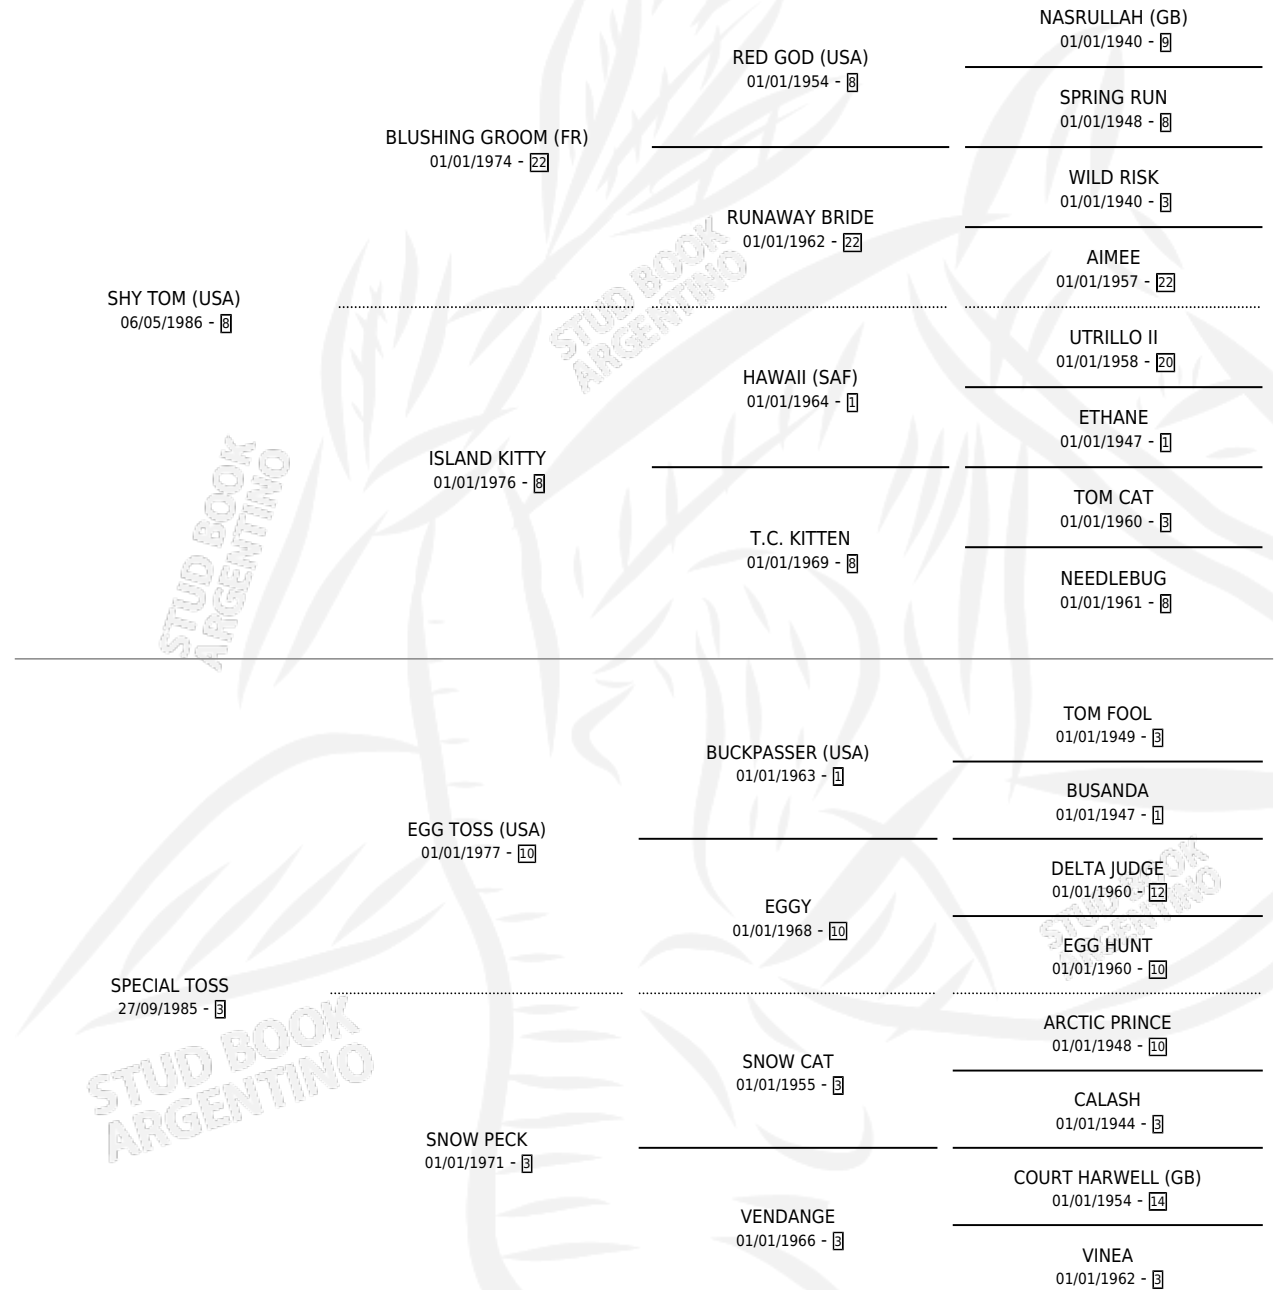 NASRULLAH (GB)
01/01/1940 - 9
RED GOD (USA)
01/01/1954 - 8
SPRING RUN
01/01/1948 - 8
BLUSHING GROOM (FR)
01/01/1974 - 22
WILD RISK
01/01/1940 - 3
RUNAWAY BRIDE
01/01/1962 - 22
AIMEE
01/01/1957 - 22
SHY TOM (USA)
06/05/1986 - 8
UTRILLO II
01/01/1958 - 20
HAWAII (SAF)
01/01/1964 - 1
ETHANE
01/01/1947 - 1
ISLAND KITTY
01/01/1976 - 8
TOM CAT
01/01/1960 - 3
T.C. KITTEN
01/01/1969 - 8
NEEDLEBUG
01/01/1961 - 8
STUD BOOK
ARGENTINO
STUD BOOK
ARGENTINO
TOM FOOL
01/01/1949 - 3
BUCKPASSER (USA)
01/01/1963 - 1
BUSANDA
01/01/1947 - 1
EGG TOSS (USA)
01/01/1977 - 10
DELTA JUDGE
01/01/1960 - 12
EGGY
01/01/1968 - 10
EGG HUNT
01/01/1960 - 10
SPECIAL TOSS
27/09/1985 - 3
ARCTIC PRINCE
01/01/1948 - 10
SNOW CAT
01/01/1955 - 3
CALASH
01/01/1944 - 3
SNOW PECK
01/01/1971 - 3
COURT HARWELL (GB)
01/01/1954 - 14
VENDANGE
01/01/1966 - 3
VINEA
01/01/1962 - 3
STUD BOOK
ARGENTINO
STUD BOOK
ARGENTINO